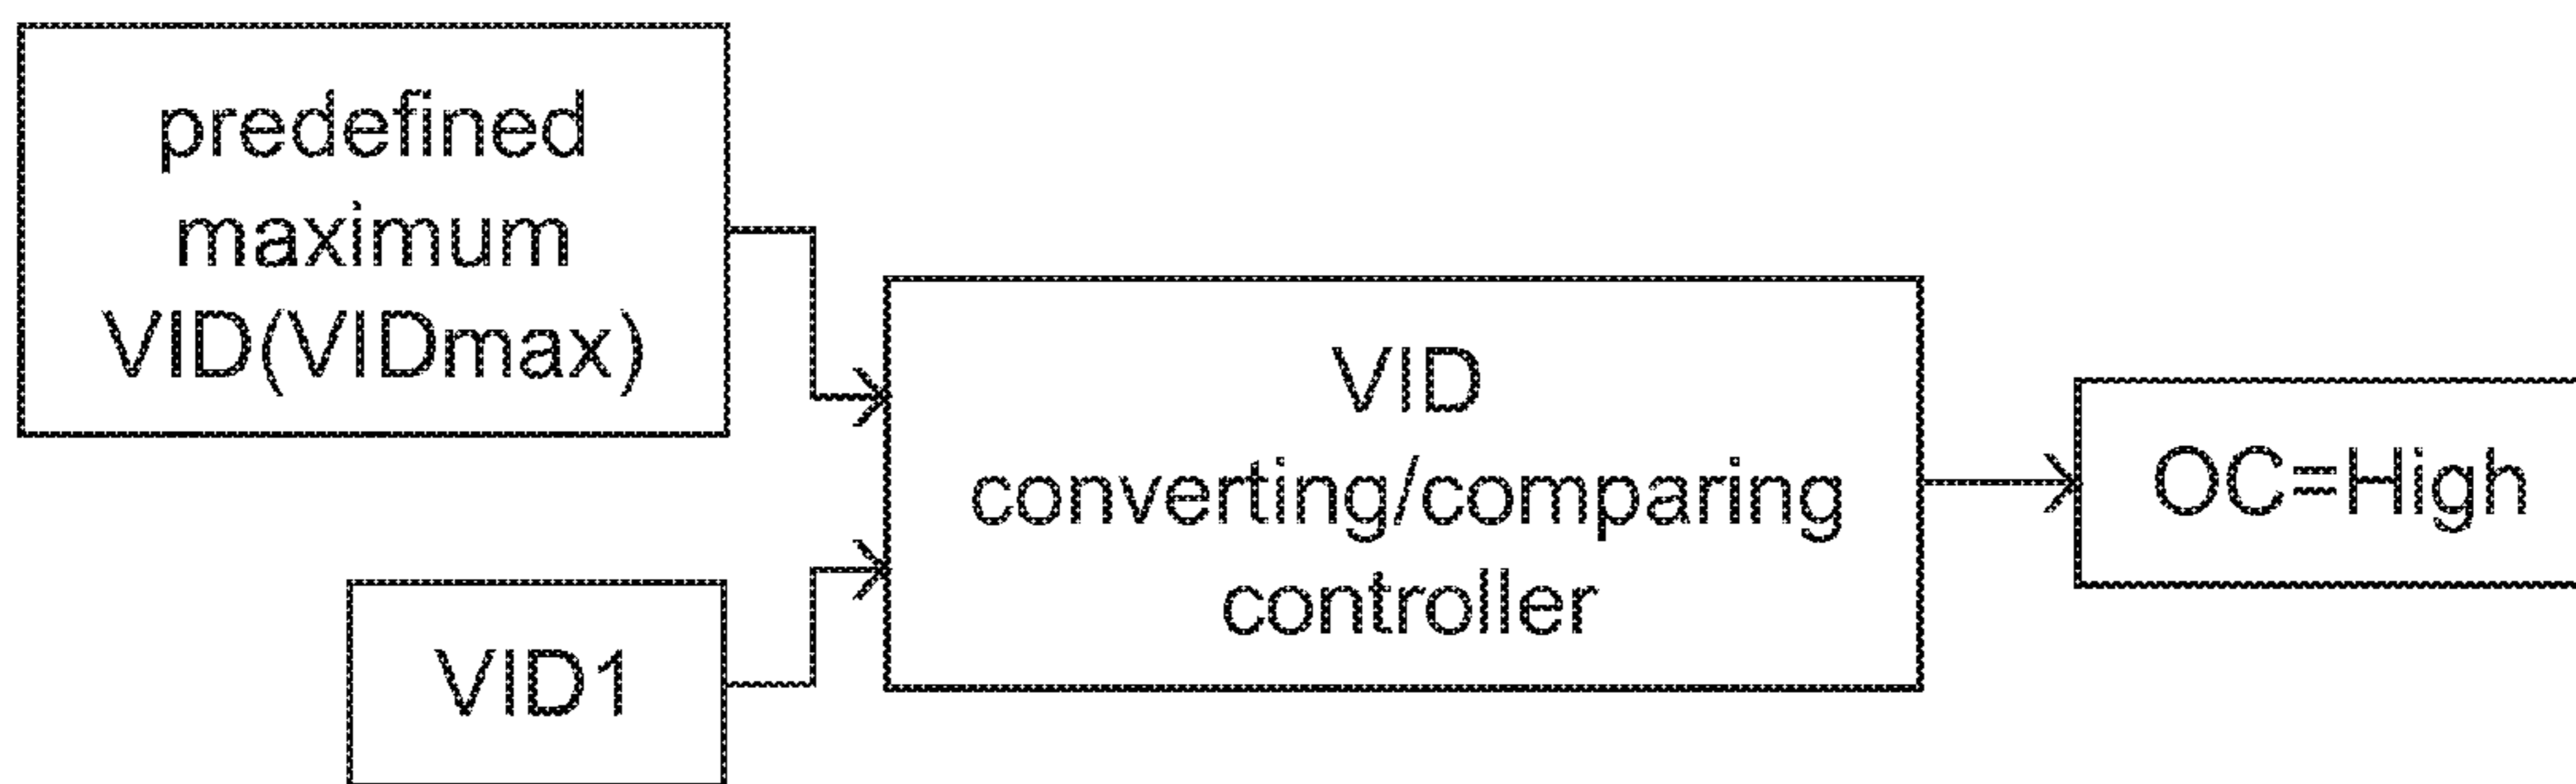 predefined
maximum
VID(VIDmax)
VID1
VID
converting/comparing
controller
OC=High